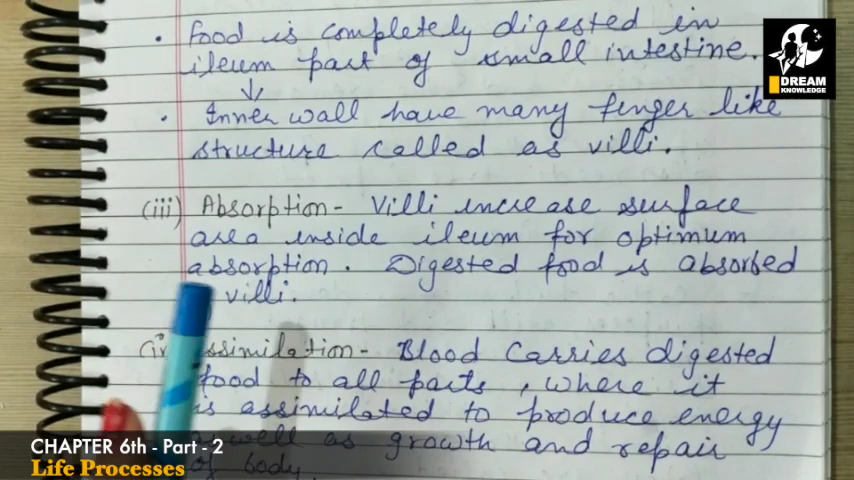 • Food is completely digested in
ileum part of small intestine.
• Inner wall have many finger like
structure called as villi.
(iii) Absorption - Villi increase surface
area inside ileum for optimum
absorption. Digested food is absorbed
villi.
assimilation - Blood Carries digested
food to all parts, where it
is assimilated to produce energy
well as growth and repair
of body.
DREAM
KNOWLEDGE
CHAPTER 6th - Part - 2
Life Processes